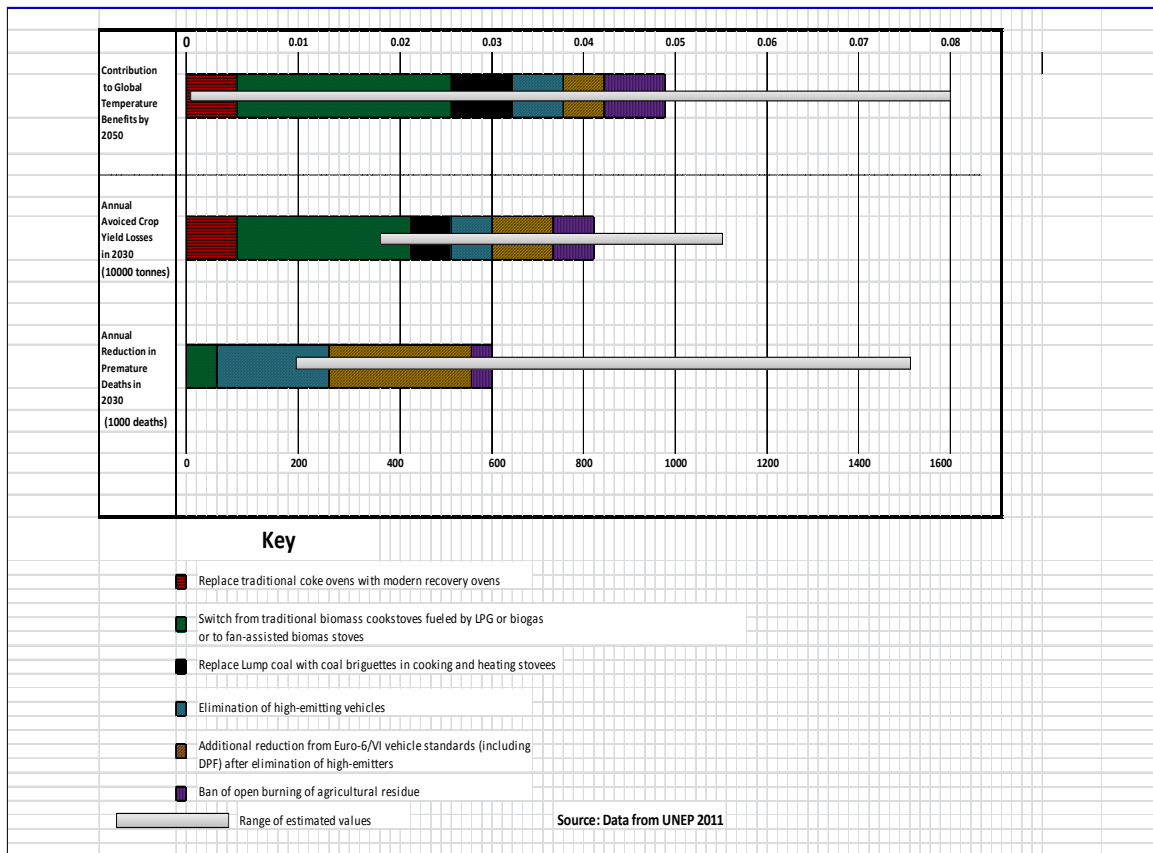 0 0.01 0.02 0.03 0.04 0.05 0.06 0.07 0.08
Contribution
to Global
Temperature
Benefits by
2050
Annual
Avoiced Crop
Yield Losses
in 2030
(10000 tonnes)
Annual
Reduction in
Premature
Deaths in
2030
(1000 deaths)
0 200 400 600 800 1000 1200 1400 1600
Key
Replace traditional coke ovens with modern recovery ovens
Switch from traditional biomass cookstoves fueled by LPG or biogas
or to fan-assisted biomas stoves
Replace Lump coal with coal briguettes in cooking and heating stovees
Elimination of high-emitting vehicles
Additional reduction from Euro-6/VI vehicle standards (including
DPF) after elimination of high-emitters
Ban of open burning of agricultural residue
Range of estimated values
Source: Data from UNEP 2011